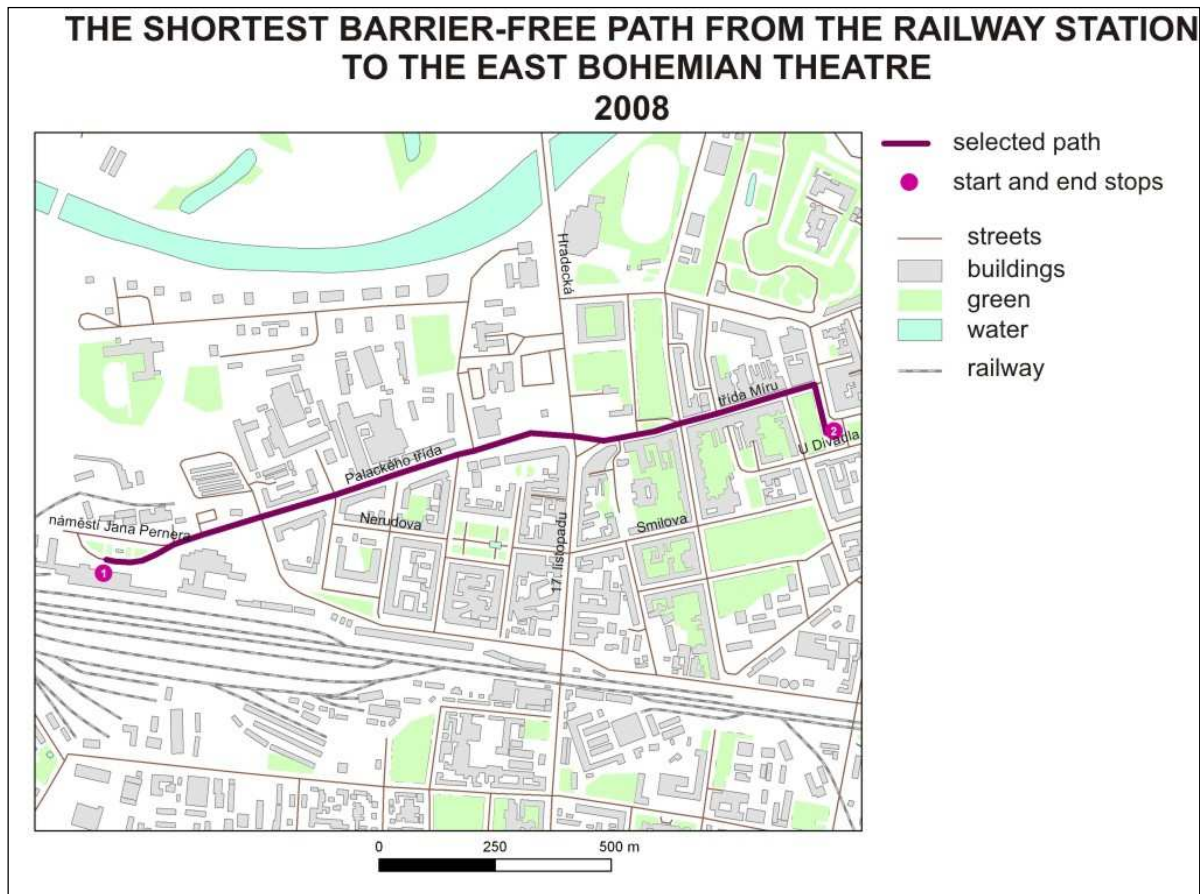 THE SHORTEST BARRIER-FREE PATH FROM THE RAILWAY STATION
TO THE EAST BOHEMIAN THEATRE
2008
selected path
start and end stops
streets
buildings
green
water
railway
Hradecká
třída Míru
2
U Divadla
Palackého třída
náměstí Jana Pernera
Nerudova
17. listopadu
Smilova
1
0 250 500 m